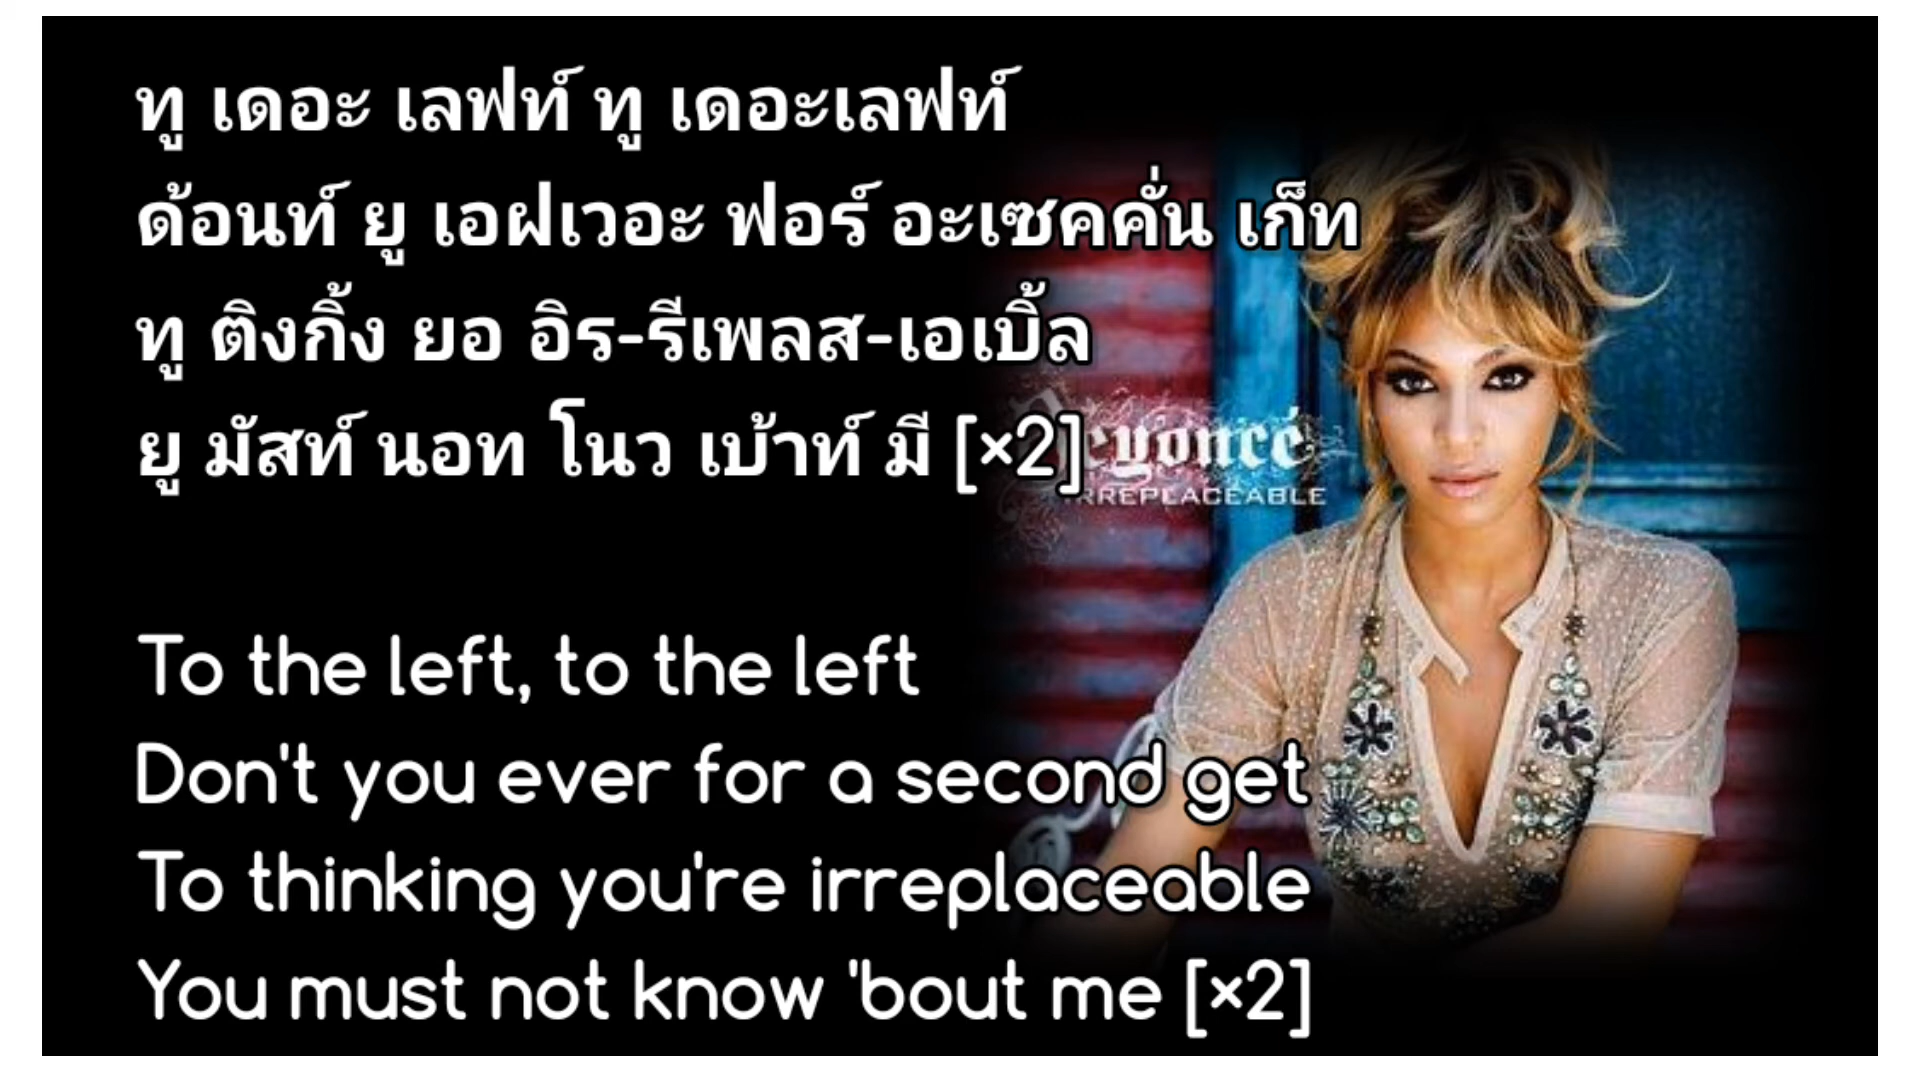 ทู เดอะ เลฟท์ ทู เดอะเลฟท์
ด้อนท์ ยู เอฝเวอะ ฟอร์ อะเซคคั่น เก็ท
ทู ติงกิ้ง ยอ อิร-รีเพลส-เอเบิ้ล
ยู มัสท์ นอท โนว เบ้าท์ มี [×2]
Beyoncé
IRREPLACEABLE
To the left, to the left
Don't you ever for a second get
To thinking you're irreplaceable
You must not know 'bout me [×2]